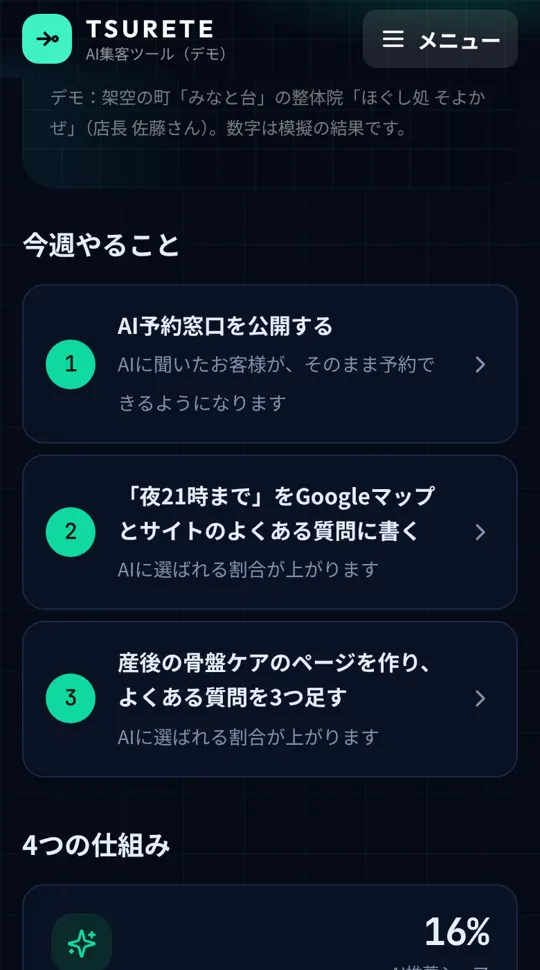 TSURETE
AI集客ツール（デモ）
メニュー
デモ：架空の町「みなと台」の整体院「ほぐし処 そよか
ぜ」（店長 佐藤さん）。数字は模擬の結果です。
今週やること
1
AI予約窓口を公開する
AIに聞いたお客様が、そのまま予約で
きるようになります
2
「夜21時まで」をGoogleマップ
とサイトのよくある質問に書く
AIに選ばれる割合が上がります
3
産後の骨盤ケアのページを作り、
よくある質問を3つ足す
AIに選ばれる割合が上がります
4つの仕組み
16%